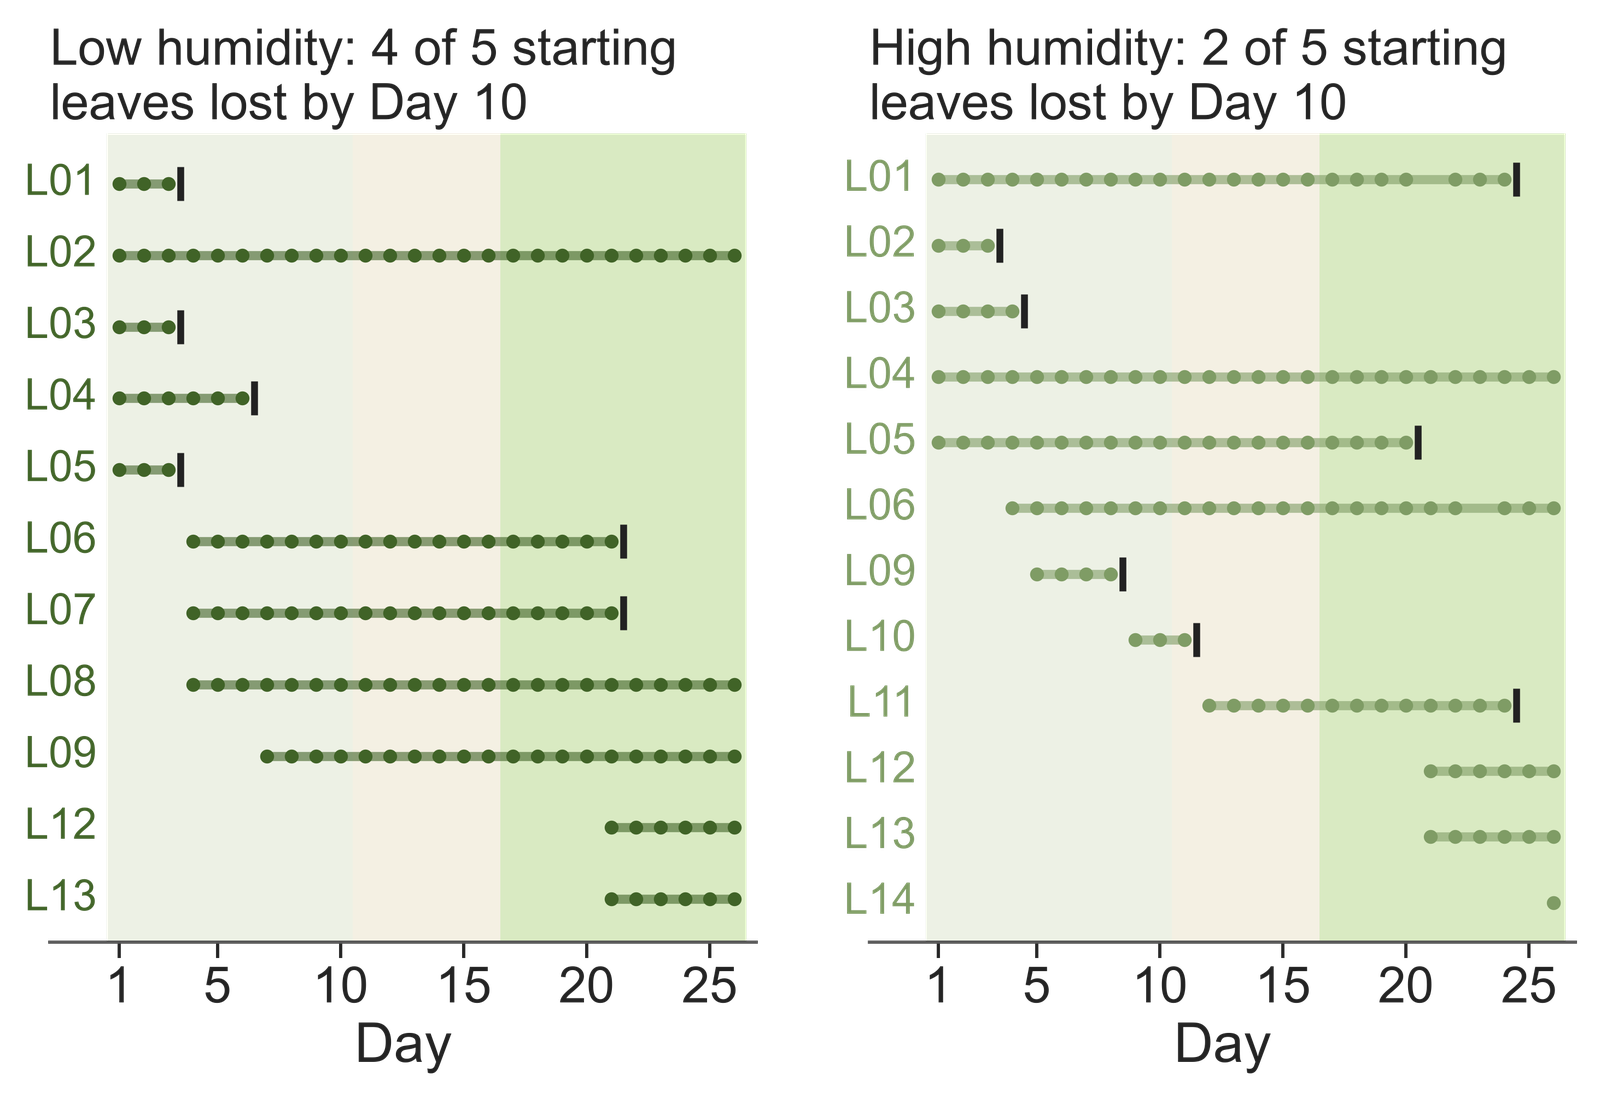 Low humidity: 4 of 5 starting
leaves lost by Day 10
L01
L02
L03
L04
L05
L06
L07
L08
L09
L12
L13
1 5 10 15 20 25
Day
High humidity: 2 of 5 starting
leaves lost by Day 10
L01
L02
L03
L04
L05
L06
L09
L10
L11
L12
L13
L14
1 5 10 15 20 25
Day